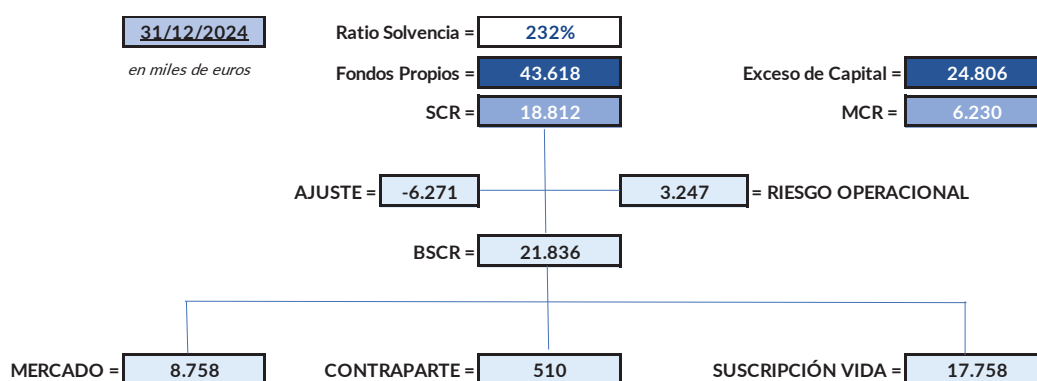 31/12/2024 Ratio Solvencia = 232%
en miles de euros Fondos Propios = 43.618 Exceso de Capital = 24.806
SCR = 18.812 MCR = 6.230
AJUSTE = -6.271 3.247 = RIESGO OPERACIONAL
BSCR = 21.836
MERCADO = 8.758 CONTRAPARTE = 510 SUSCRIPCIÓN VIDA = 17.758